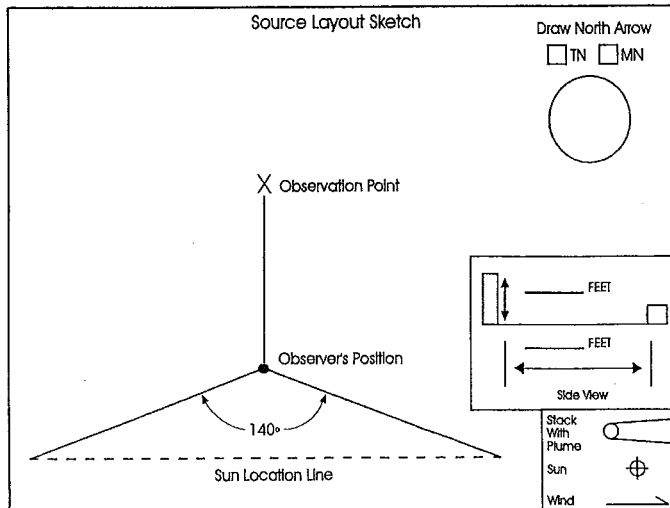 Source Layout Sketch
Draw North Arrow
TN MN
X Observation Point
FEET
Observer's Position
FEET
Side View
140°
Sun Location Line
Stack
With
Plume
Sun
Wind